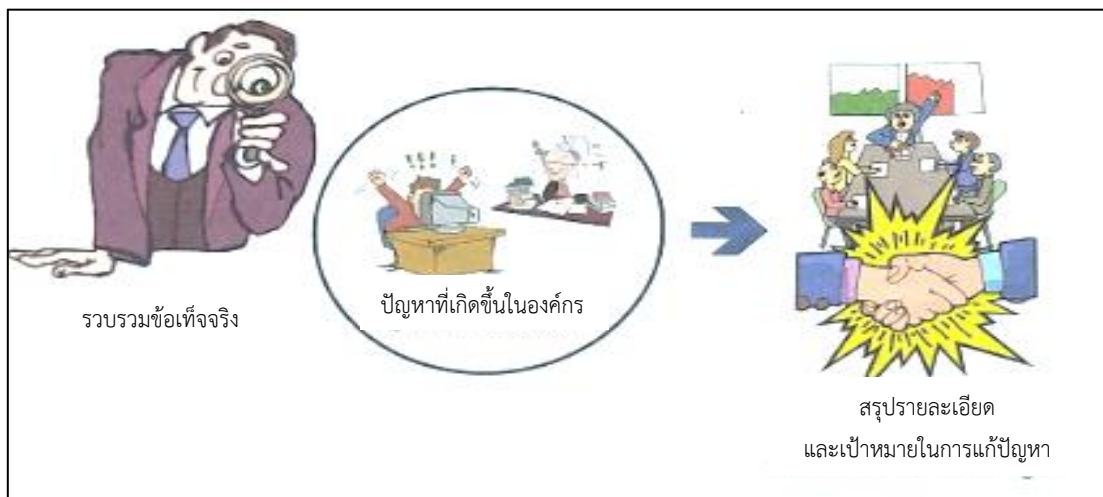 รวบรวมข้อเท็จจริง
ปัญหาที่เกิดขึ้นในองค์กร
สรุปรายละเอียด
และเป้าหมายในการแก้ปัญหา